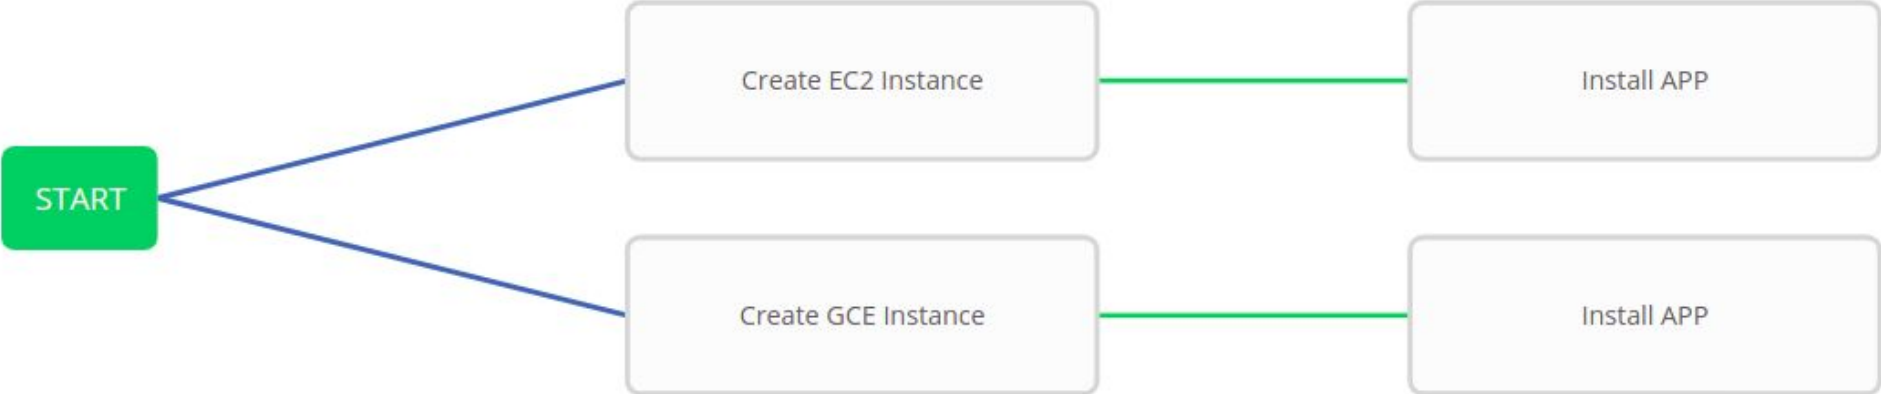 Create EC2 Instance
Install APP
START
Create GCE Instance
Install APP